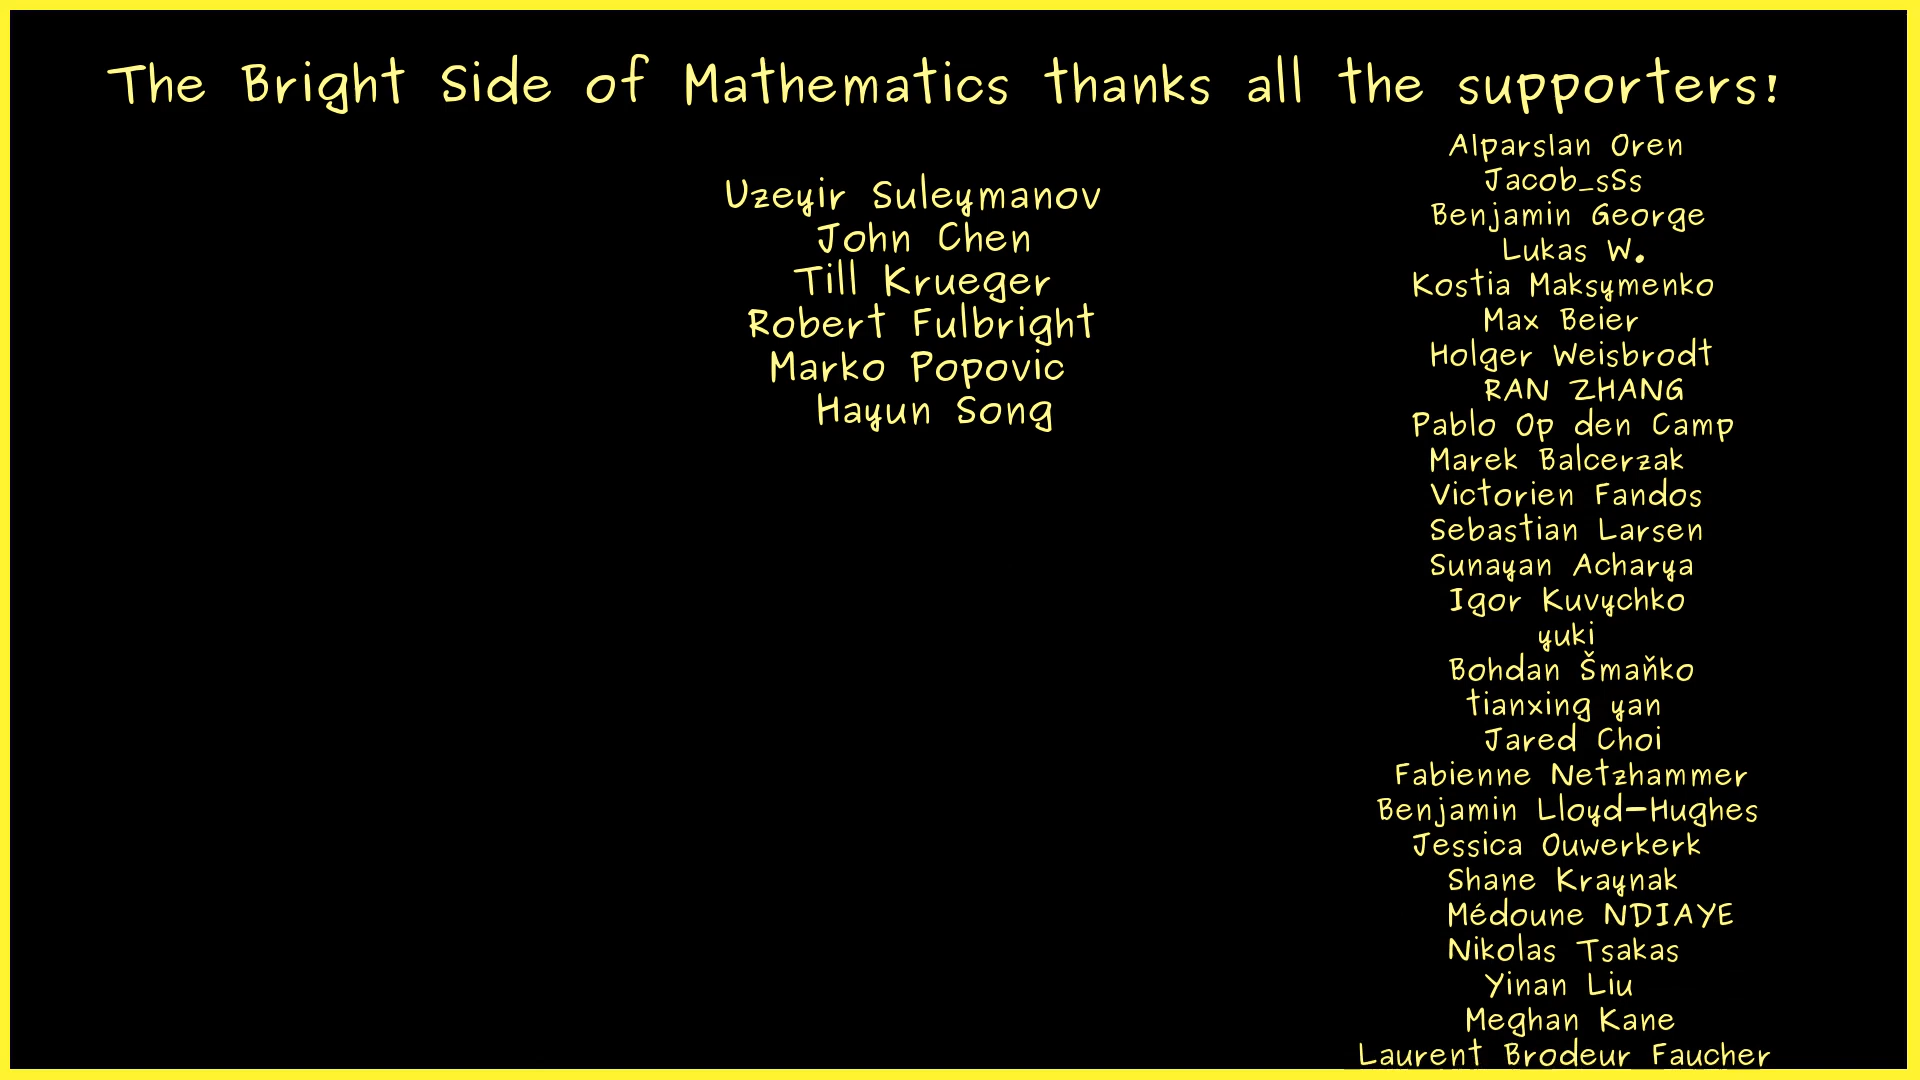 The Bright Side of Mathematics thanks all the supporters!
Uzeyir Suleymanov
John Chen
Till Krueger
Robert Fulbright
Marko Popovic
Hayun Song
Alparslan Oren
Jacob_sSs
Benjamin George
Lukas W.
Kostia Maksymenko
Max Beier
Holger Weisbrodt
RAN ZHANG
Pablo Op den Camp
Marek Balcerzak
Victorien Fandos
Sebastian Larsen
Sunayan Acharya
Igor Kuvychko
yuki
Bohdan Šmaňko
tianxing yan
Jared Choi
Fabienne Netzhammer
Benjamin Lloyd-Hughes
Jessica Ouwerkerk
Shane Kraynak
Médoune NDIAYE
Nikolas Tsakas
Yinan Liu
Meghan Kane
Laurent Brodeur Faucher